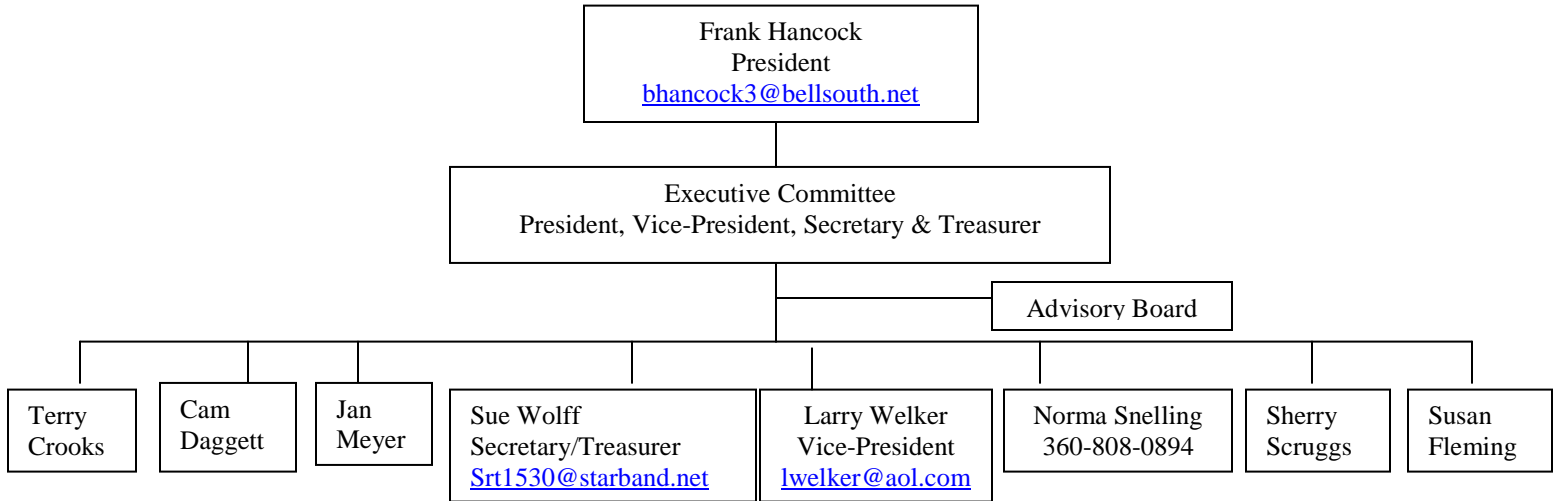 Frank Hancock
President
bhancock3@bellsouth.net
Executive Committee
President, Vice-President, Secretary & Treasurer
Advisory Board
Terry
Crooks
Cam
Daggett
Jan
Meyer
Sue Wolff
Secretary/Treasurer
Srt1530@starband.net
Larry Welker
Vice-President
lwelker@aol.com
Norma Snelling
360-808-0894
Sherry
Scruggs
Susan
Fleming